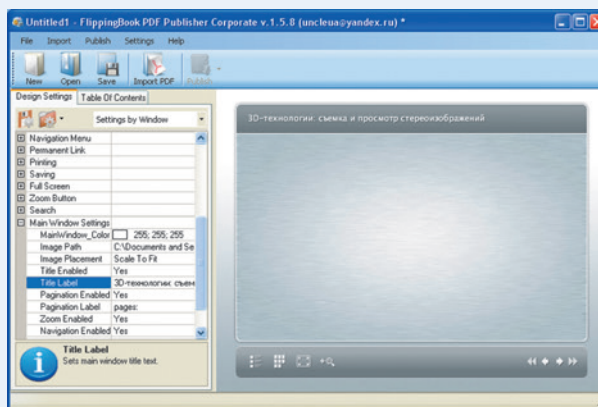 Untitled1 - FlippingBook PDF Publisher Corporate v.1.5.8 (uncleua@yandex.ru) *
File Import Publish Settings Help
New Open Save Import PDF Publish
Design Settings Table Of Contents
Settings by Window
Navigation Menu
Permanent Link
Printing
Saving
Full Screen
Zoom Button
Search
Main Window Settings
MainWindow_Color 255; 255; 255
Image Path C:\Documents and Se
Image Placement Scale To Fit
Title Enabled Yes
Title Label 3D-технологии: съем
Pagination Enabled Yes
Pagination Label pages:
Zoom Enabled Yes
Navigation Enabled Yes
Title Label
Sets main window title text.
3D-технологии: съемка и просмотр стереоизображений